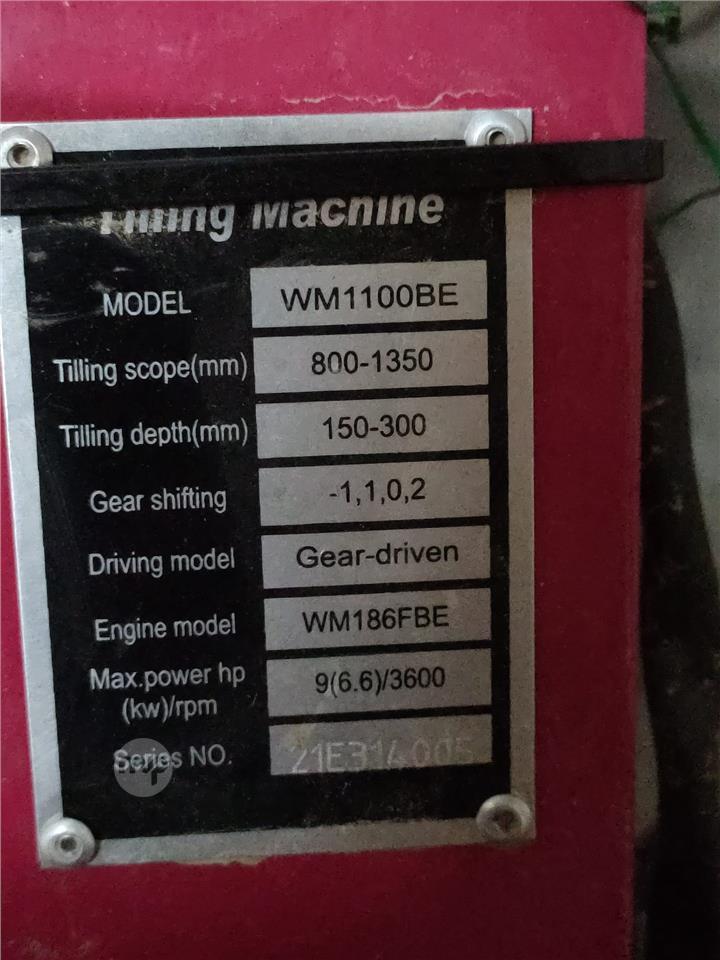 Tilling Machine
MODEL WM1100BE
Tilling scope(mm) 800-1350
Tilling depth(mm) 150-300
Gear shifting -1,1,0,2
Driving model Gear-driven
Engine model WM186FBE
Max.power hp 9(6.6)/3600
(kw)/rpm
Series NO. 21E314005